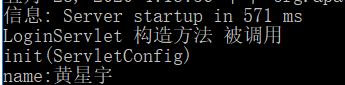 信息: Server startup in 571 ms
LoginServlet 构造方法 被调用
init(ServletConfig)
name:黄星宇